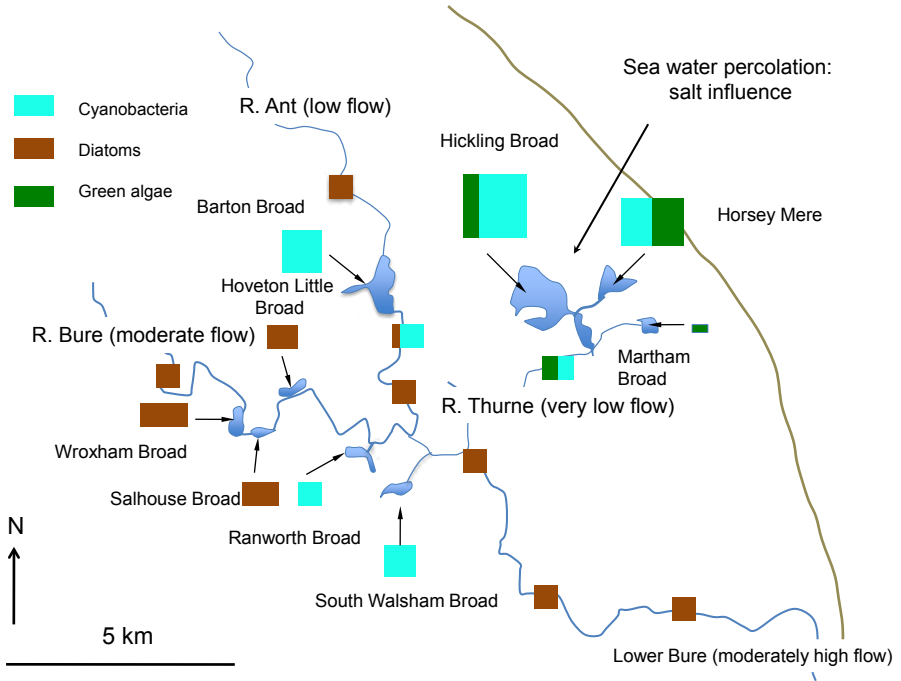 Sea water percolation:
salt influence
R. Ant (low flow)
Cyanobacteria
Diatoms
Green algae
Hickling Broad
Horsey Mere
Barton Broad
Hoveton Little
Broad
R. Bure (moderate flow)
Martham
Broad
R. Thurne (very low flow)
Wroxham Broad
Salhouse Broad
Ranworth Broad
South Walsham Broad
N
5 km
Lower Bure (moderately high flow)